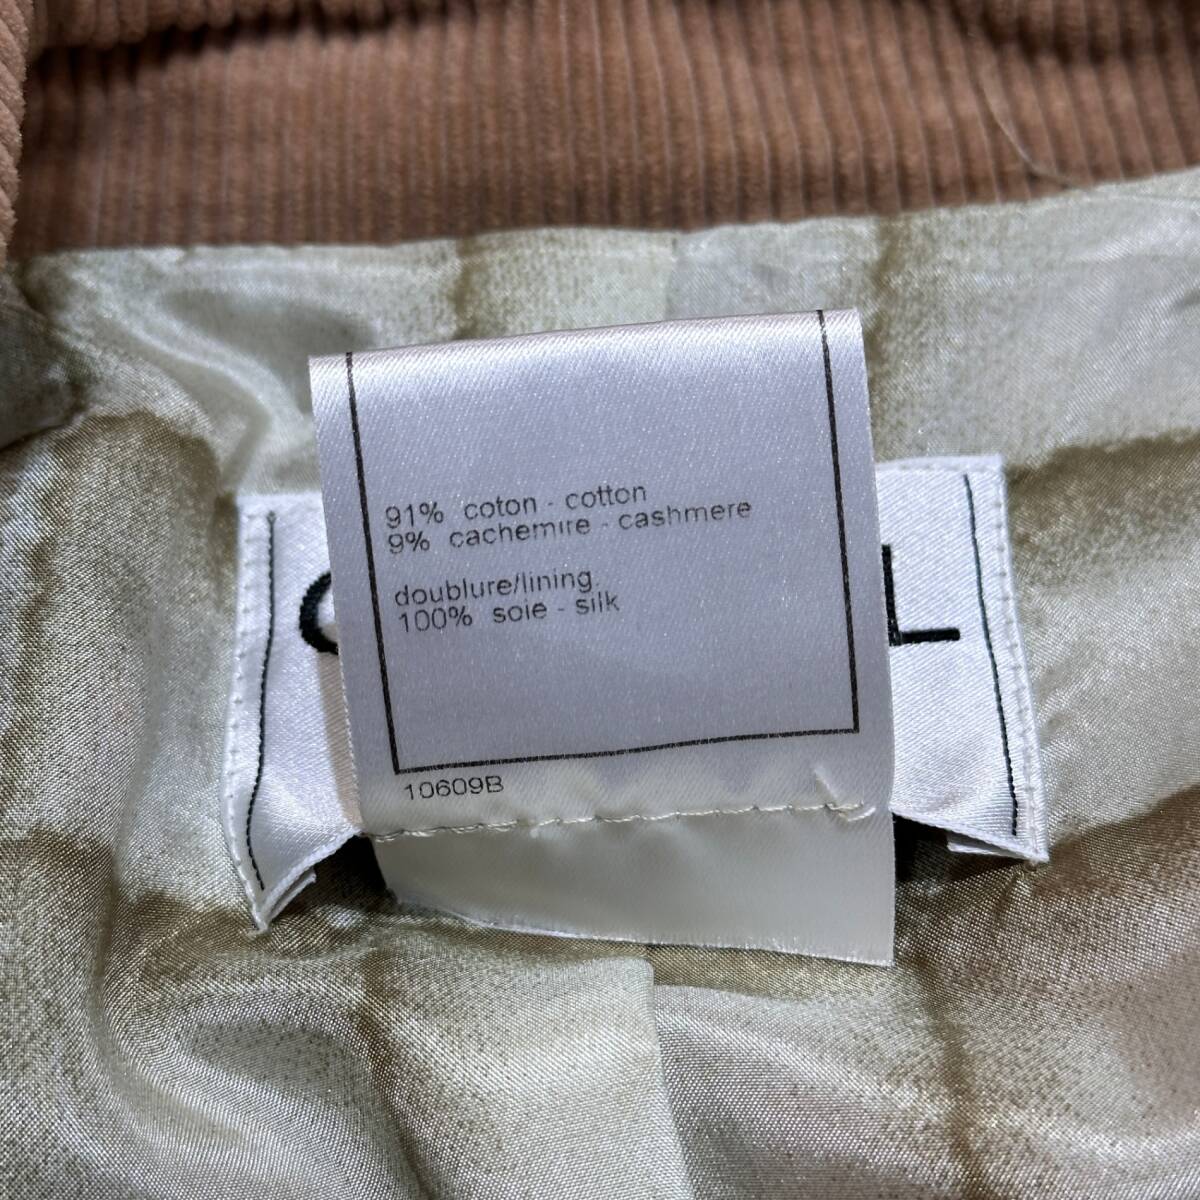 91% coton - cotton
9% cachemire - cashmere
doublure/lining
100% soie - silk
10609B
L